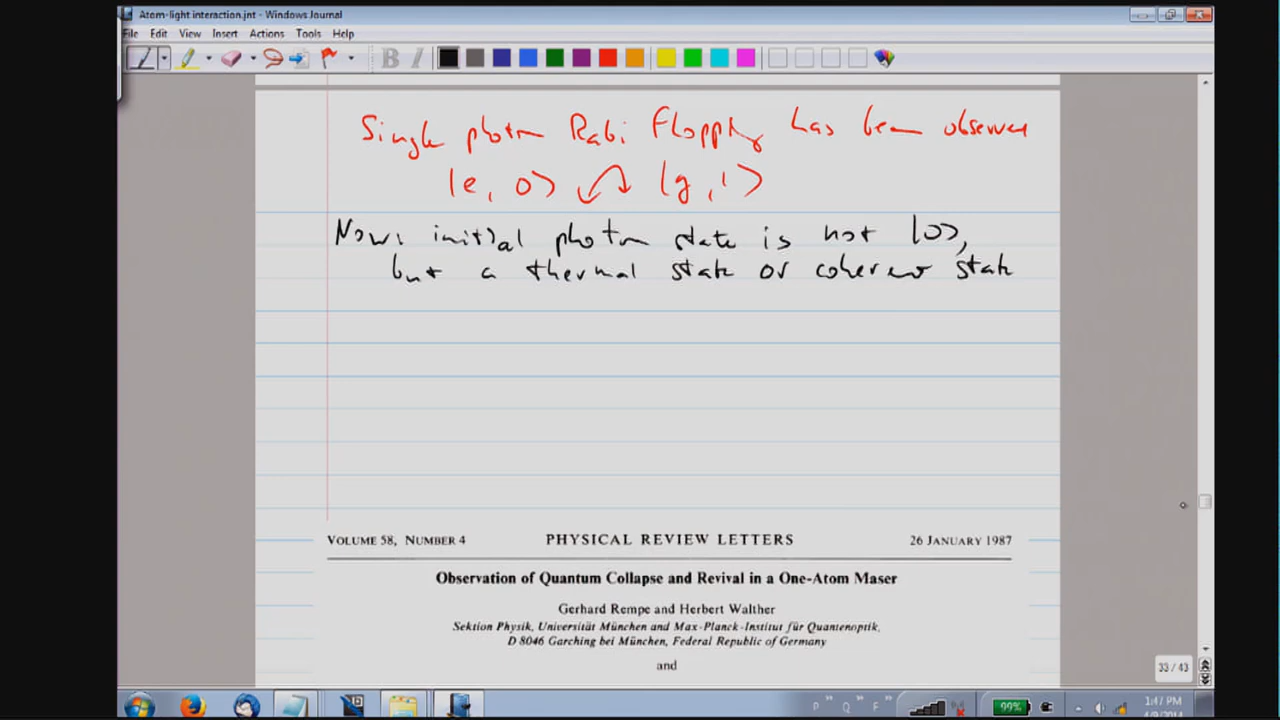 Atom-light interaction.jnt - Windows Journal
File Edit View Insert Actions Tools Help
B I
Single photon Rabi Flopping has been observed
|e, 0> |g, 1>
Now: initial photon state is not |0>,
but a thermal state or coherent state
VOLUME 58, NUMBER 4 PHYSICAL REVIEW LETTERS 26 JANUARY 1987
Observation of Quantum Collapse and Revival in a One-Atom Maser
Gerhard Rempe and Herbert Walther
Sektion Physik, Universität München and Max-Planck-Institut für Quantenoptik,
D 8046 Garching bei München, Federal Republic of Germany
and
33 / 43
P Q F 99% 1:47 PM